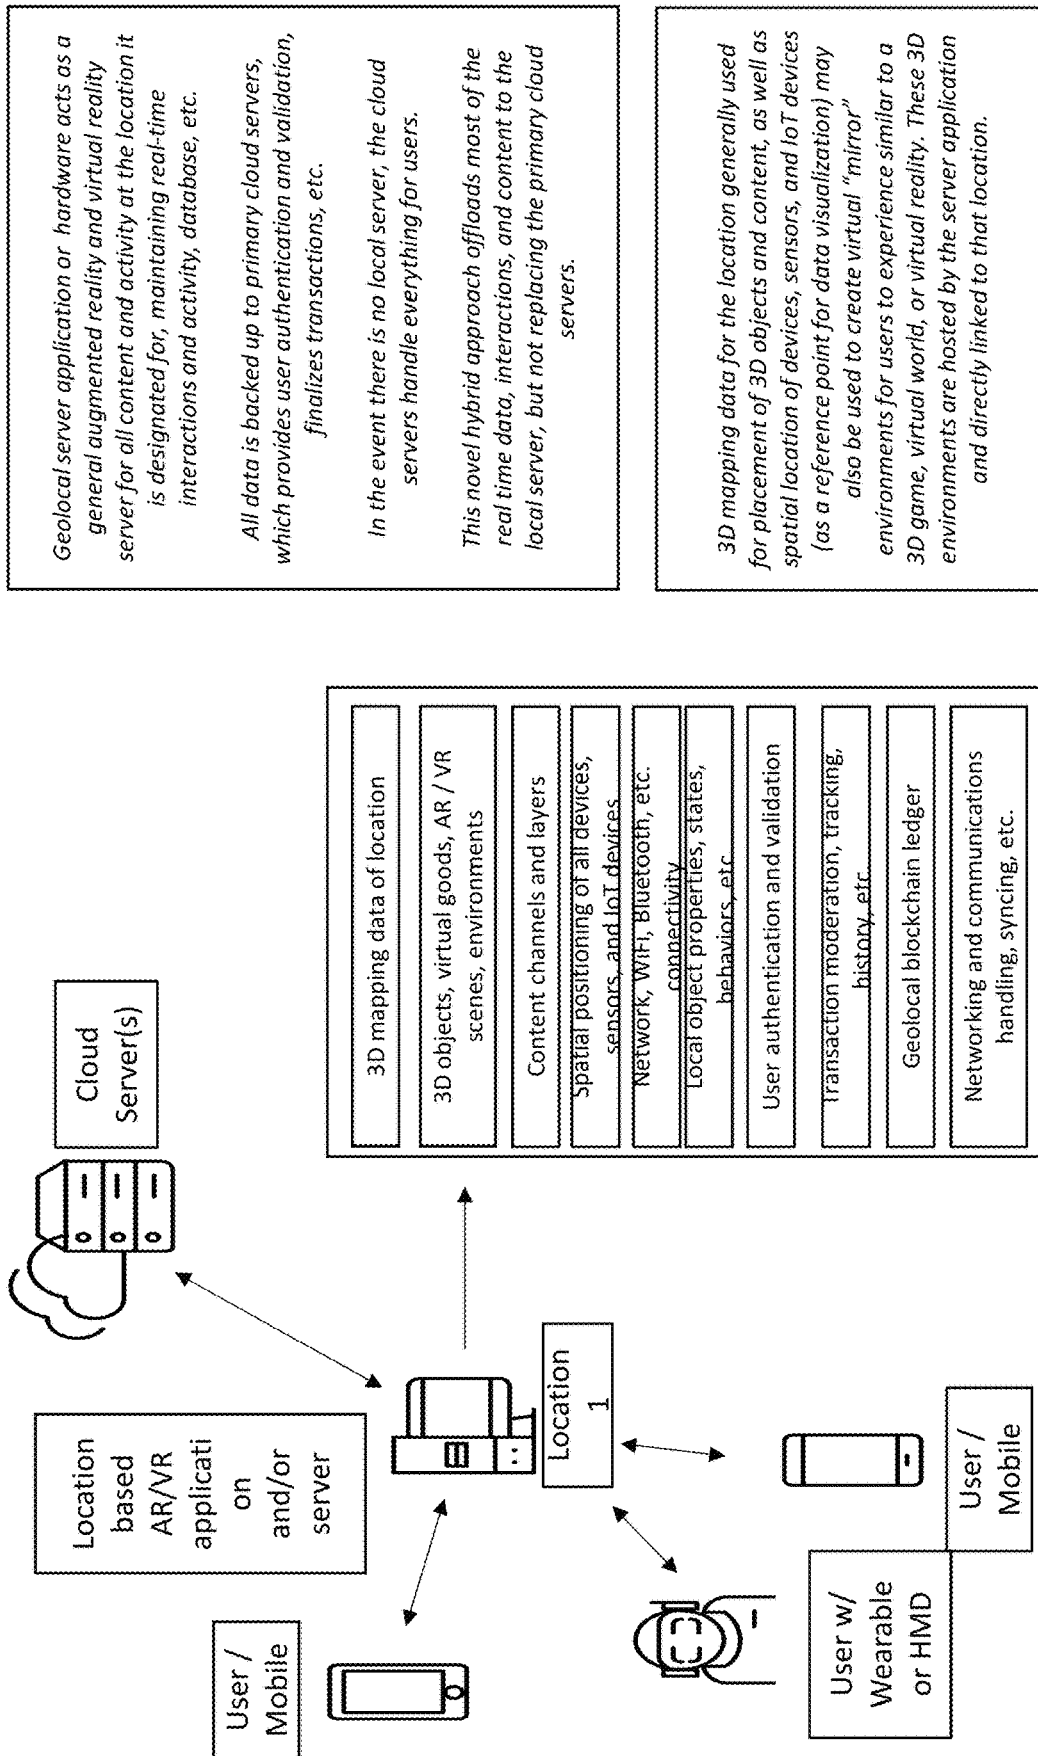 User /
Mobile
Location
based
AR/VR
applicati
on
and/or
server
Cloud
Server(s)
Location
1
User w/
Wearable
or HMD
User /
Mobile
3D mapping data of location
3D objects, virtual goods, AR / VR
scenes, environments
Content channels and layers
Spatial positioning of all devices,
sensors, and IoT devices
Network, WiFi, Bluetooth, etc.
connectivity
Local object properties, states,
behaviors, etc
User authentication and validation
Transaction moderation, tracking,
history, etc.
Geolocal blockchain ledger
Networking and communications
handling, syncing, etc.
Geolocal server application or hardware acts as a
general augmented reality and virtual reality
server for all content and activity at the location it
is designated for, maintaining real-time
interactions and activity, database, etc.
All data is backed up to primary cloud servers,
which provides user authentication and validation,
finalizes transactions, etc.
In the event there is no local server, the cloud
servers handle everything for users.
This novel hybrid approach offloads most of the
real time data, interactions, and content to the
local server, but not replacing the primary cloud
servers.
3D mapping data for the location generally used
for placement of 3D objects and content, as well as
spatial location of devices, sensors, and IoT devices
(as a reference point for data visualization) may
also be used to create virtual “mirror”
environments for users to experience similar to a
3D game, virtual world, or virtual reality. These 3D
environments are hosted by the server application
and directly linked to that location.